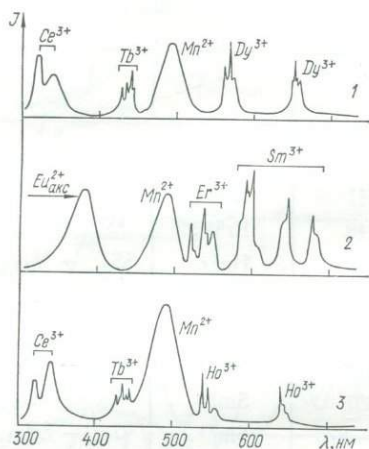 J
Ce³⁺
Tb³⁺
Mn²⁺
Dy³⁺
Dy³⁺
1
Eu²⁺акс
Mn²⁺
Er³⁺
Sm³⁺
2
Ce³⁺
Tb³⁺
Mn²⁺
Ho³⁺
Ho³⁺
3
300 400 500 600 λ, нм